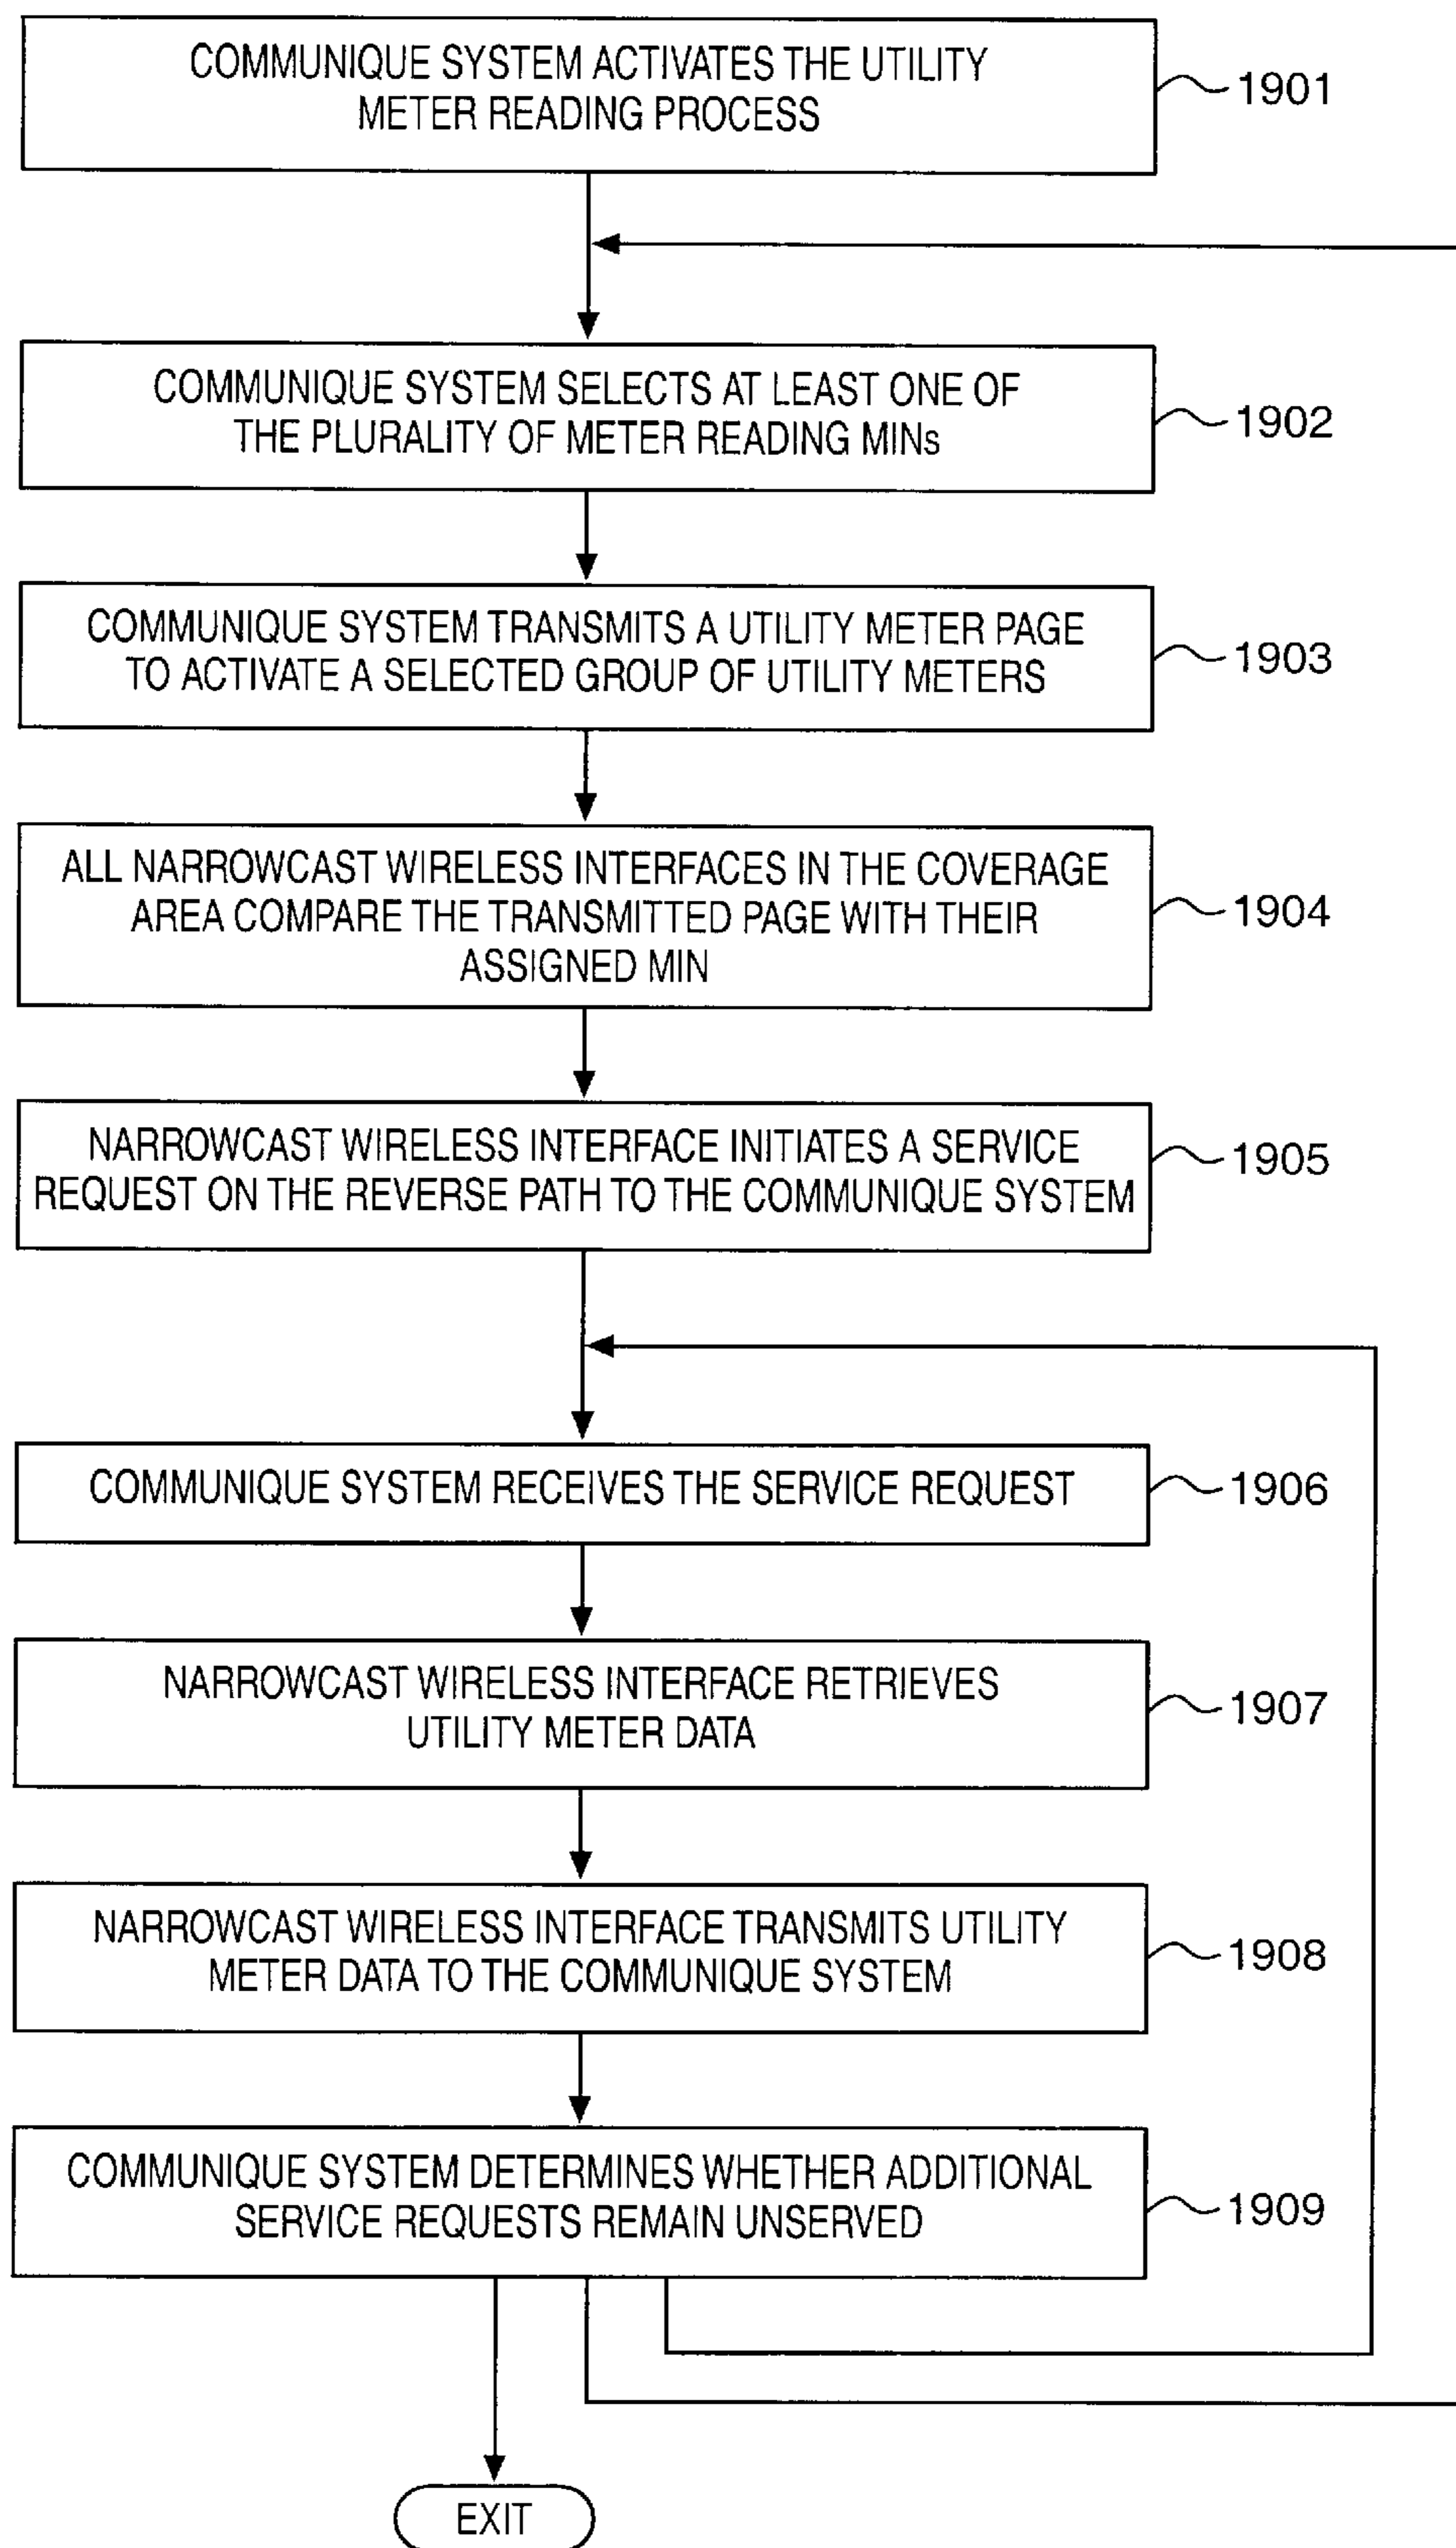 COMMUNIQUE SYSTEM ACTIVATES THE UTILITY
METER READING PROCESS
1901
COMMUNIQUE SYSTEM SELECTS AT LEAST ONE OF
THE PLURALITY OF METER READING MINs
1902
COMMUNIQUE SYSTEM TRANSMITS A UTILITY METER PAGE
TO ACTIVATE A SELECTED GROUP OF UTILITY METERS
1903
ALL NARROWCAST WIRELESS INTERFACES IN THE COVERAGE
AREA COMPARE THE TRANSMITTED PAGE WITH THEIR
ASSIGNED MIN
1904
NARROWCAST WIRELESS INTERFACE INITIATES A SERVICE
REQUEST ON THE REVERSE PATH TO THE COMMUNIQUE SYSTEM
1905
COMMUNIQUE SYSTEM RECEIVES THE SERVICE REQUEST
1906
NARROWCAST WIRELESS INTERFACE RETRIEVES
UTILITY METER DATA
1907
NARROWCAST WIRELESS INTERFACE TRANSMITS UTILITY
METER DATA TO THE COMMUNIQUE SYSTEM
1908
COMMUNIQUE SYSTEM DETERMINES WHETHER ADDITIONAL
SERVICE REQUESTS REMAIN UNSERVED
1909
EXIT